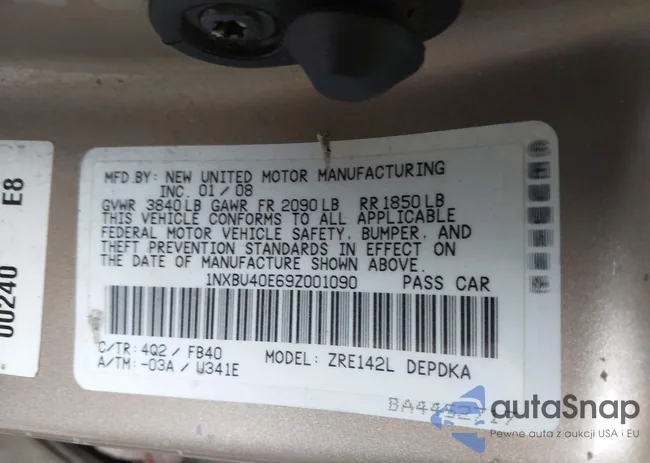 MFD.BY: NEW UNITED MOTOR MANUFACTURING
INC. 01/08
GVWR 3840LB GAWR FR 2090LB RR 1850LB
THIS VEHICLE CONFORMS TO ALL APPLICABLE
FEDERAL MOTOR VEHICLE SAFETY, BUMPER, AND
THEFT PREVENTION STANDARDS IN EFFECT ON
THE DATE OF MANUFACTURE SHOWN ABOVE.
1NXBU40E69Z001090 PASS CAR
C/TR: 4Q2 / FB40 MODEL: ZRE142L DEPDKA
A/TM: -03A / U341E
00240 E8
autoSnap
Pewne auta z aukcji USA i EU